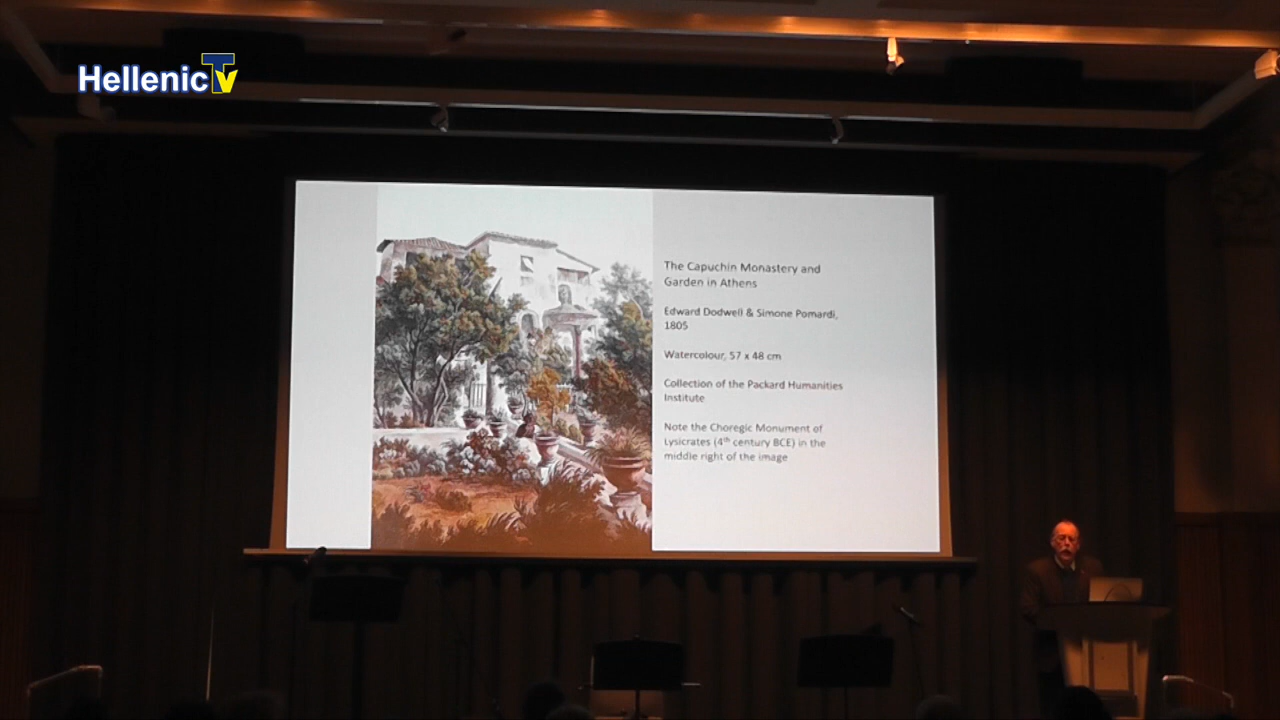 HellenicTv
The Capuchin Monastery and
Garden in Athens
Edward Dodwell & Simone Pomardi,
1805
Watercolour, 57 x 48 cm
Collection of the Packard Humanities
Institute
Note the Choregic Monument of
Lysicrates (4th century BCE) in the
middle right of the image